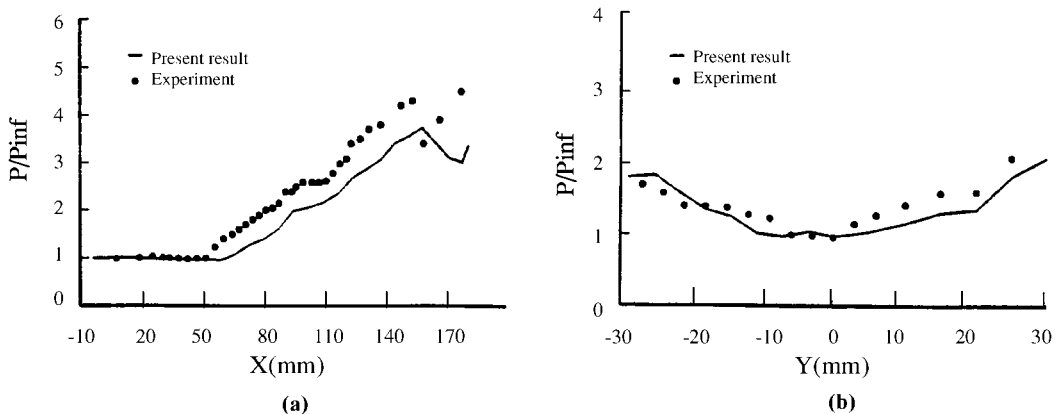 6
5
4
3
2
1
0
P/Pinf
Present result
Experiment
-10 20 50 80 110 140 170
X(mm)
(a)
4
3
2
1
0
P/Pinf
Present result
Experiment
-30 -20 -10 0 10 20 30
Y(mm)
(b)